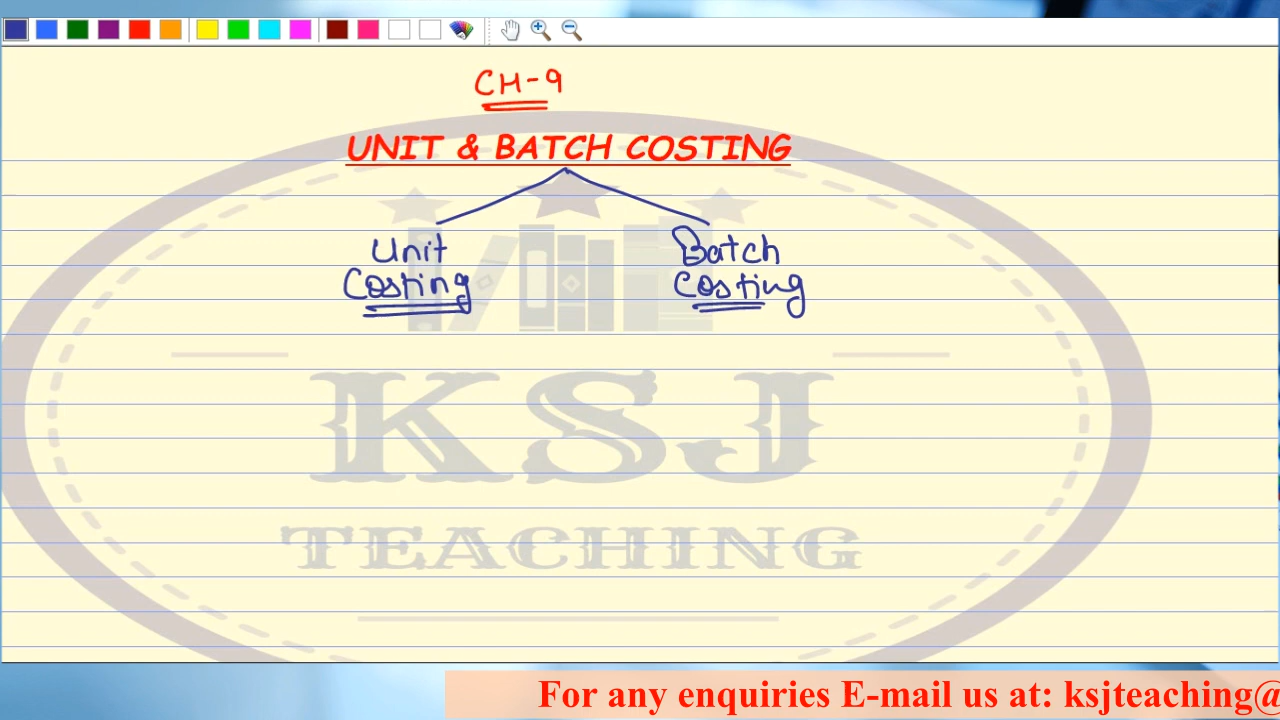 CH-9
UNIT & BATCH COSTING
Unit Batch
Costing Costing
KSJ
TEACHING
For any enquiries E-mail us at: ksjteaching@